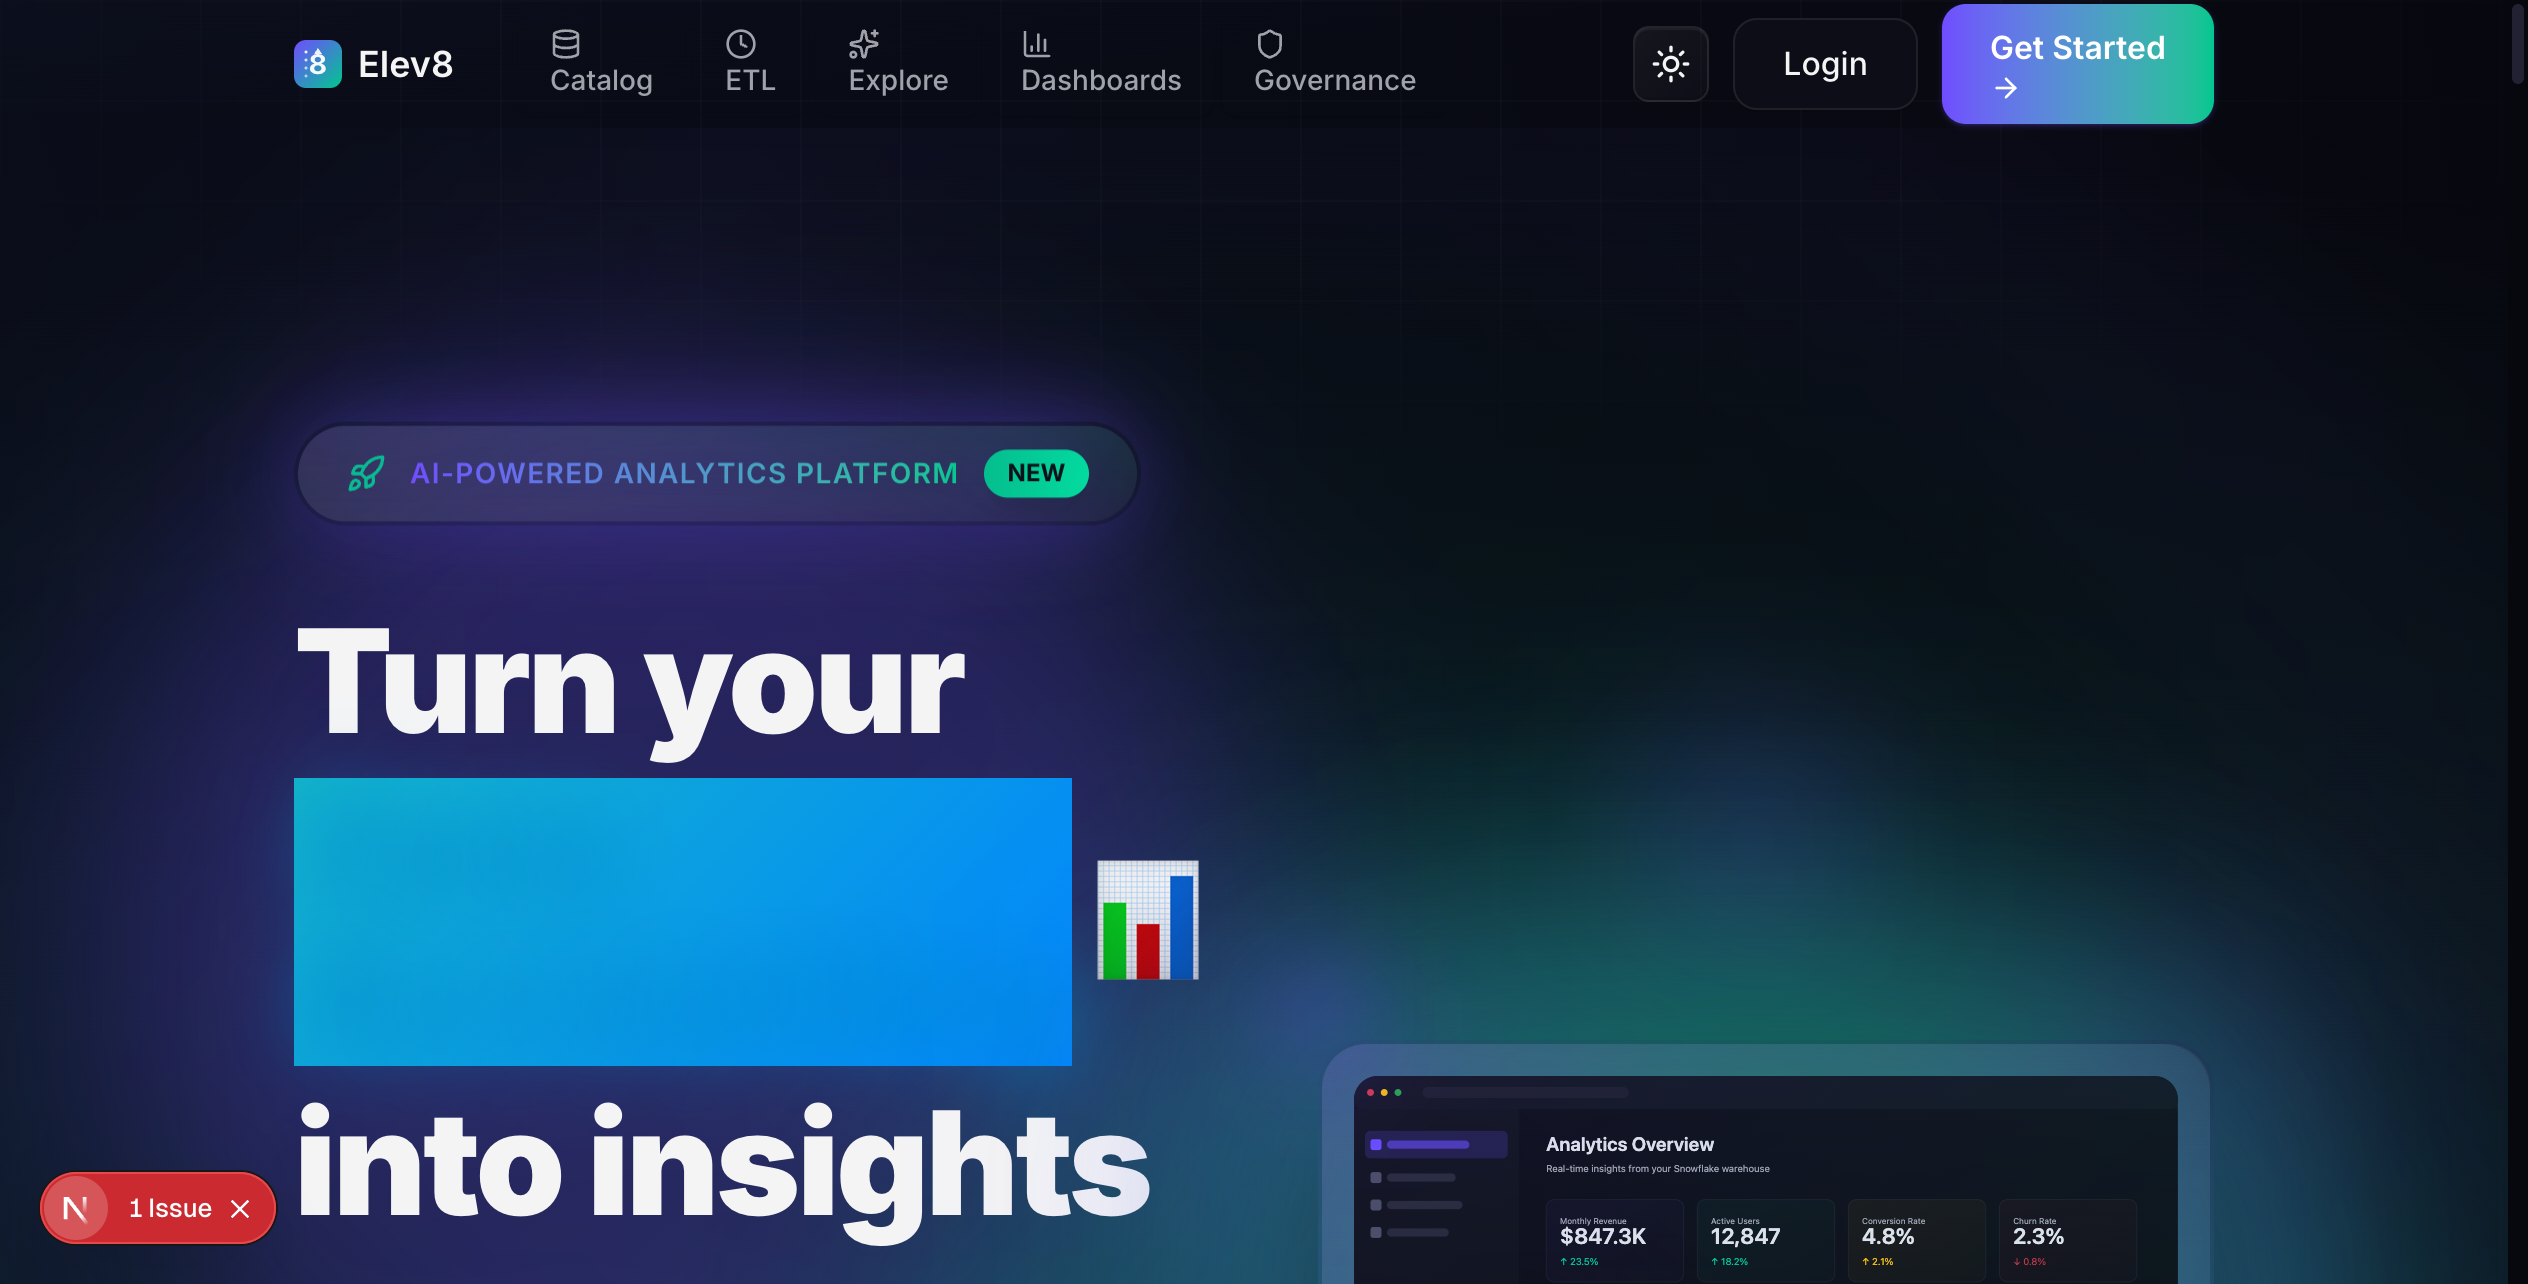 8 Elev8
Catalog
ETL
Explore
Dashboards
Governance
Login
Get Started →
AI-POWERED ANALYTICS PLATFORM NEW
Turn your
into insights
Analytics Overview
Real-time insights from your Snowflake warehouse
Monthly Revenue
$847.3K
↑ 23.5%
Active Users
12,847
↑ 18.2%
Conversion Rate
4.8%
↑ 2.1%
Churn Rate
2.3%
↓ 0.8%
N 1 Issue